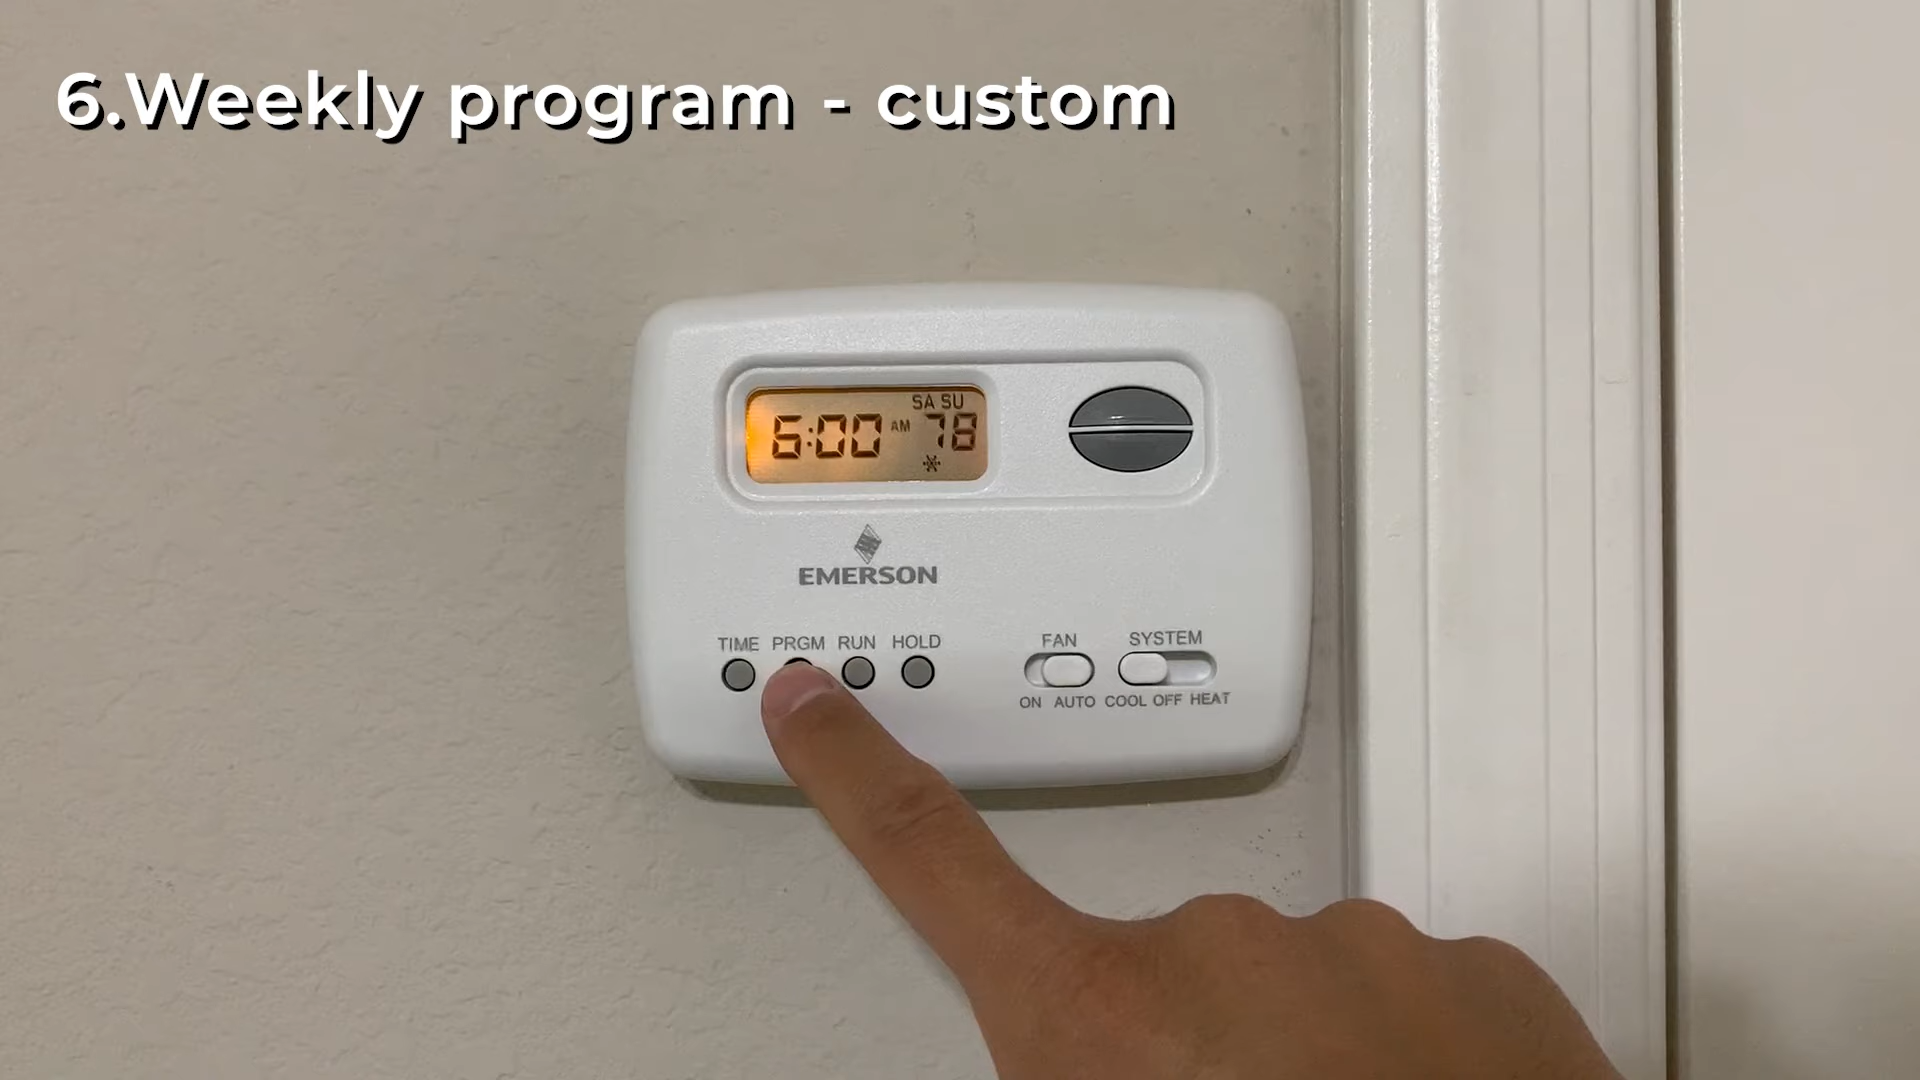 6.Weekly program - custom
SA SU
6:00 AM 78
EMERSON
TIME PRGM RUN HOLD
FAN SYSTEM
ON AUTO COOL OFF HEAT